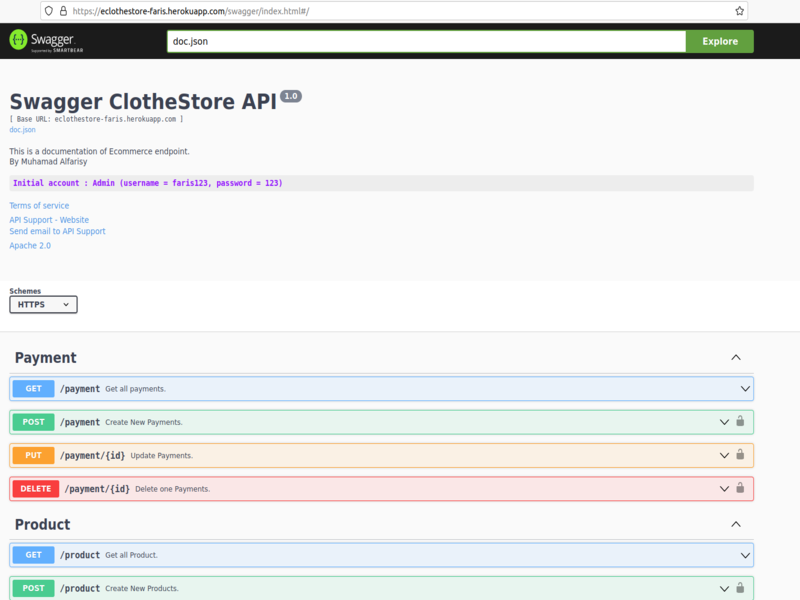 https://eclothestore-faris.herokuapp.com/swagger/index.html#/
Swagger
Supported by SMARTBEAR
doc.json
Explore
Swagger ClotheStore API 1.0
[ Base URL: eclothestore-faris.herokuapp.com ]
doc.json
This is a documentation of Ecommerce endpoint.
By Muhamad Alfarisy
Initial account : Admin (username = faris123, password = 123)
Terms of service
API Support - Website
Send email to API Support
Apache 2.0
Schemes
HTTPS
Payment
GET /payment Get all payments.
POST /payment Create New Payments.
PUT /payment/{id} Update Payments.
DELETE /payment/{id} Delete one Payments.
Product
GET /product Get all Product.
POST /product Create New Products.